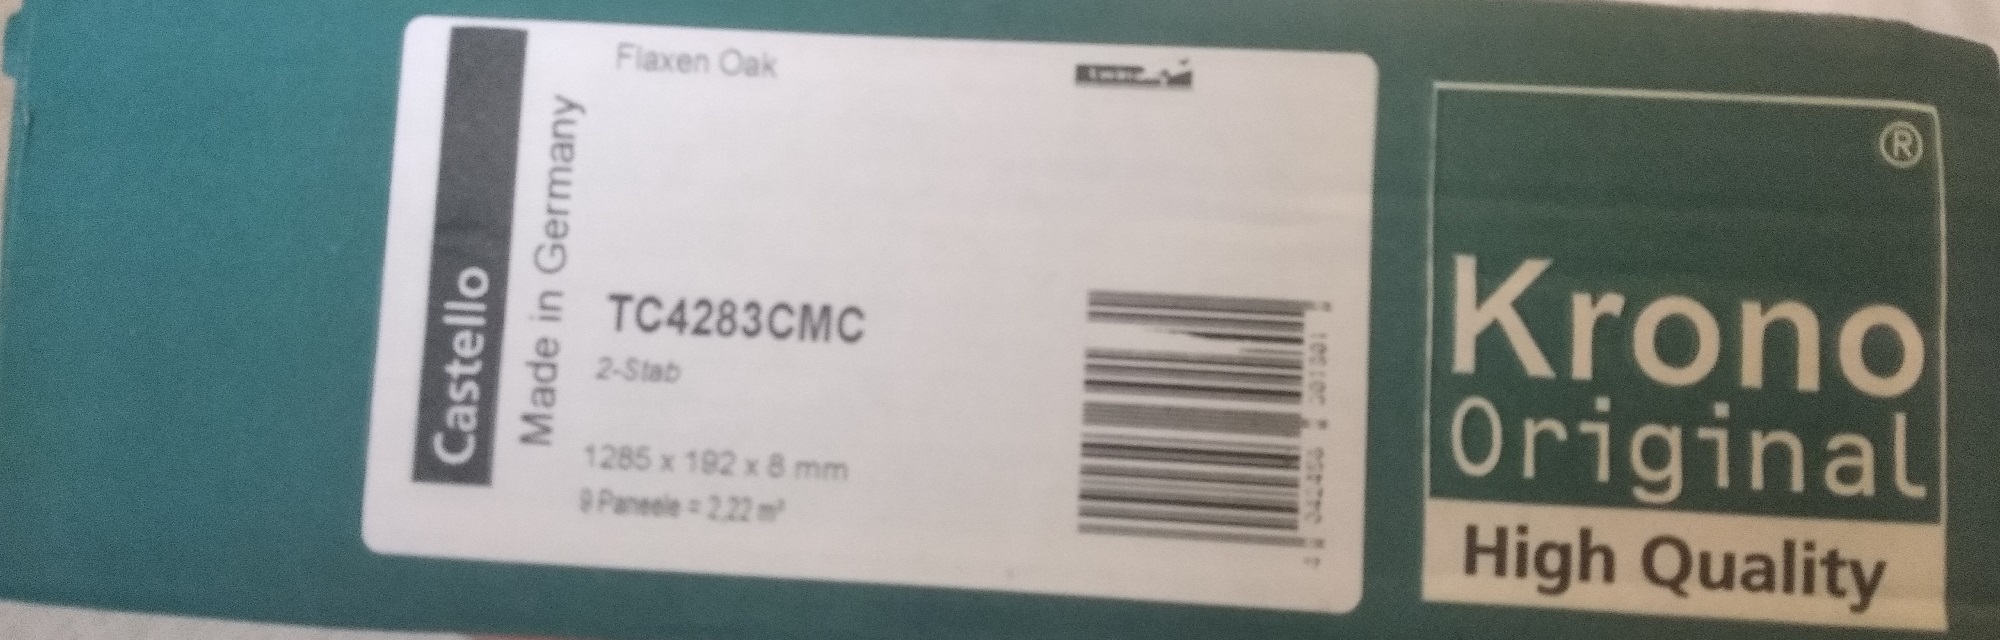 Castello
Made in Germany
Flaxen Oak
TC4283CMC
2-Stab
1285 x 192 x 8 mm
9 Paneele = 2,22 m²
®
Krono
Original
High Quality